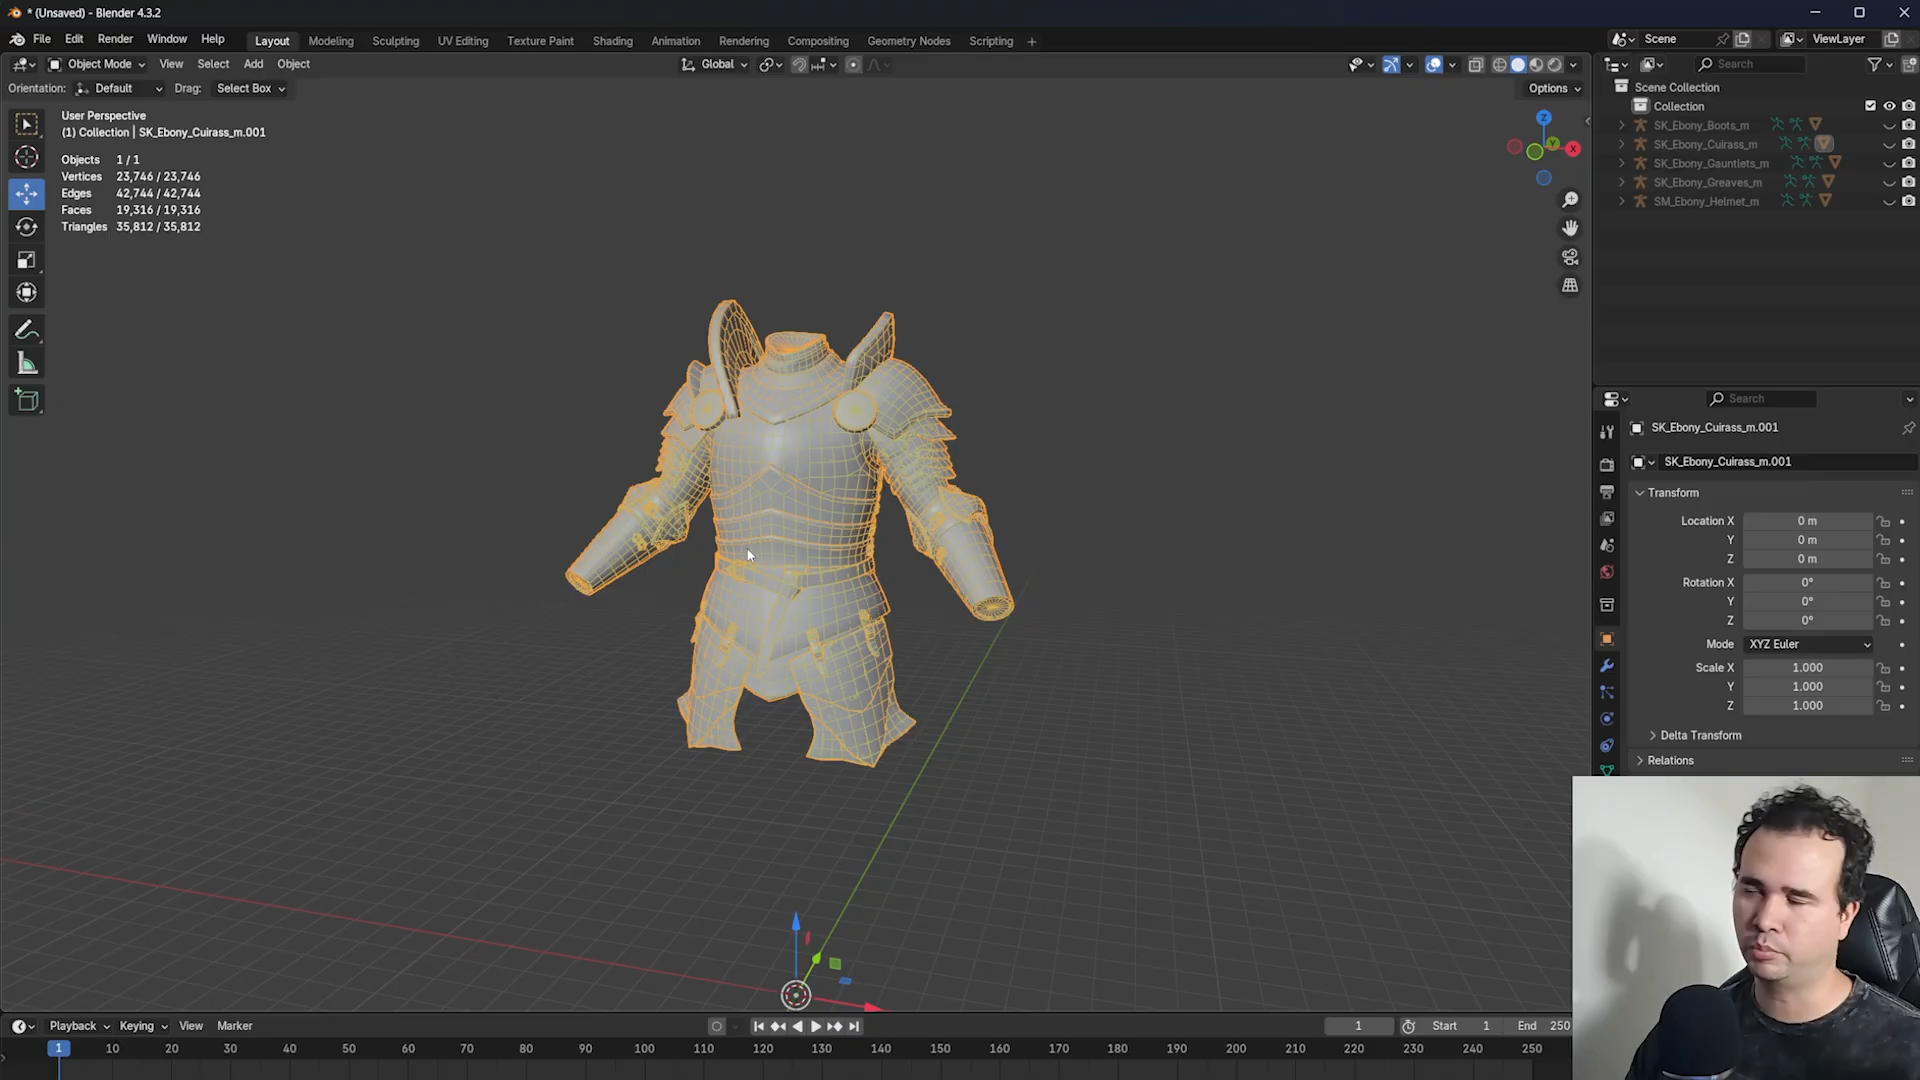 * (Unsaved) - Blender 4.3.2
File Edit Render Window Help Layout Modeling Sculpting UV Editing Texture Paint Shading Animation Rendering Compositing Geometry Nodes Scripting + Scene ViewLayer
Object Mode View Select Add Object Global Search
Orientation: Default Drag: Select Box Options
User Perspective
(1) Collection | SK_Ebony_Cuirass_m.001
Objects 1 / 1
Vertices 23,746 / 23,746
Edges 42,744 / 42,744
Faces 19,316 / 19,316
Triangles 35,812 / 35,812
Z
Y
X
Scene Collection
Collection
SK_Ebony_Boots_m
SK_Ebony_Cuirass_m
SK_Ebony_Gauntlets_m
SK_Ebony_Greaves_m
SM_Ebony_Helmet_m
Search
SK_Ebony_Cuirass_m.001
SK_Ebony_Cuirass_m.001
Transform
Location X 0 m
Y 0 m
Z 0 m
Rotation X 0°
Y 0°
Z 0°
Mode XYZ Euler
Scale X 1.000
Y 1.000
Z 1.000
Delta Transform
Relations
Playback Keying View Marker 1 Start 1 End 250
1 10 20 30 40 50 60 70 80 90 100 110 120 130 140 150 160 170 180 190 200 210 220 230 240 250